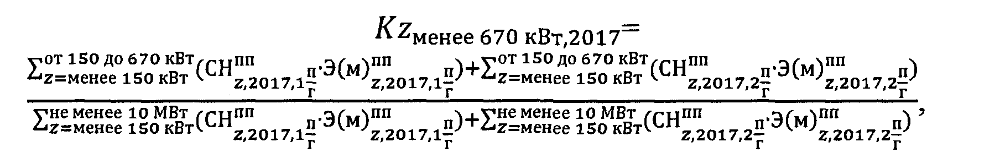 Kz менее 670 кВт,2017=
∑ от 150 до 670 кВт z=менее 150 кВт (СН пп z,2017,1 п/г ·Э(м) пп z,2017,1 п/г )+∑ от 150 до 670 кВт z=менее 150 кВт (СН пп z,2017,2 п/г ·Э(м) пп z,2017,2 п/г )
∑ не менее 10 МВт z=менее 150 кВт (СН пп z,2017,1 п/г ·Э(м) пп z,2017,1 п/г )+∑ не менее 10 МВт z=менее 150 кВт (СН пп z,2017,2 п/г ·Э(м) пп z,2017,2 п/г ) ,